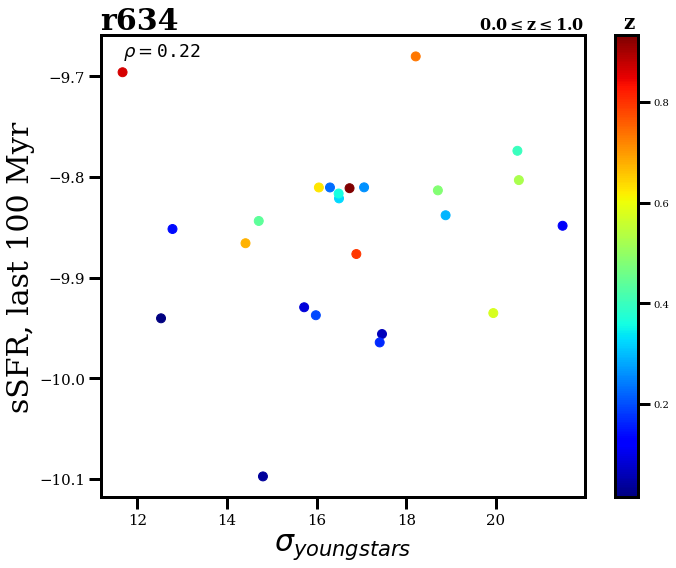 r634
0.0 ≤ z ≤ 1.0
z
ρ = 0.22
−9.7
−9.8
−9.9
−10.0
−10.1
sSFR, last 100 Myr
12
14
16
18
20
σyoungstars
0.8
0.6
0.4
0.2